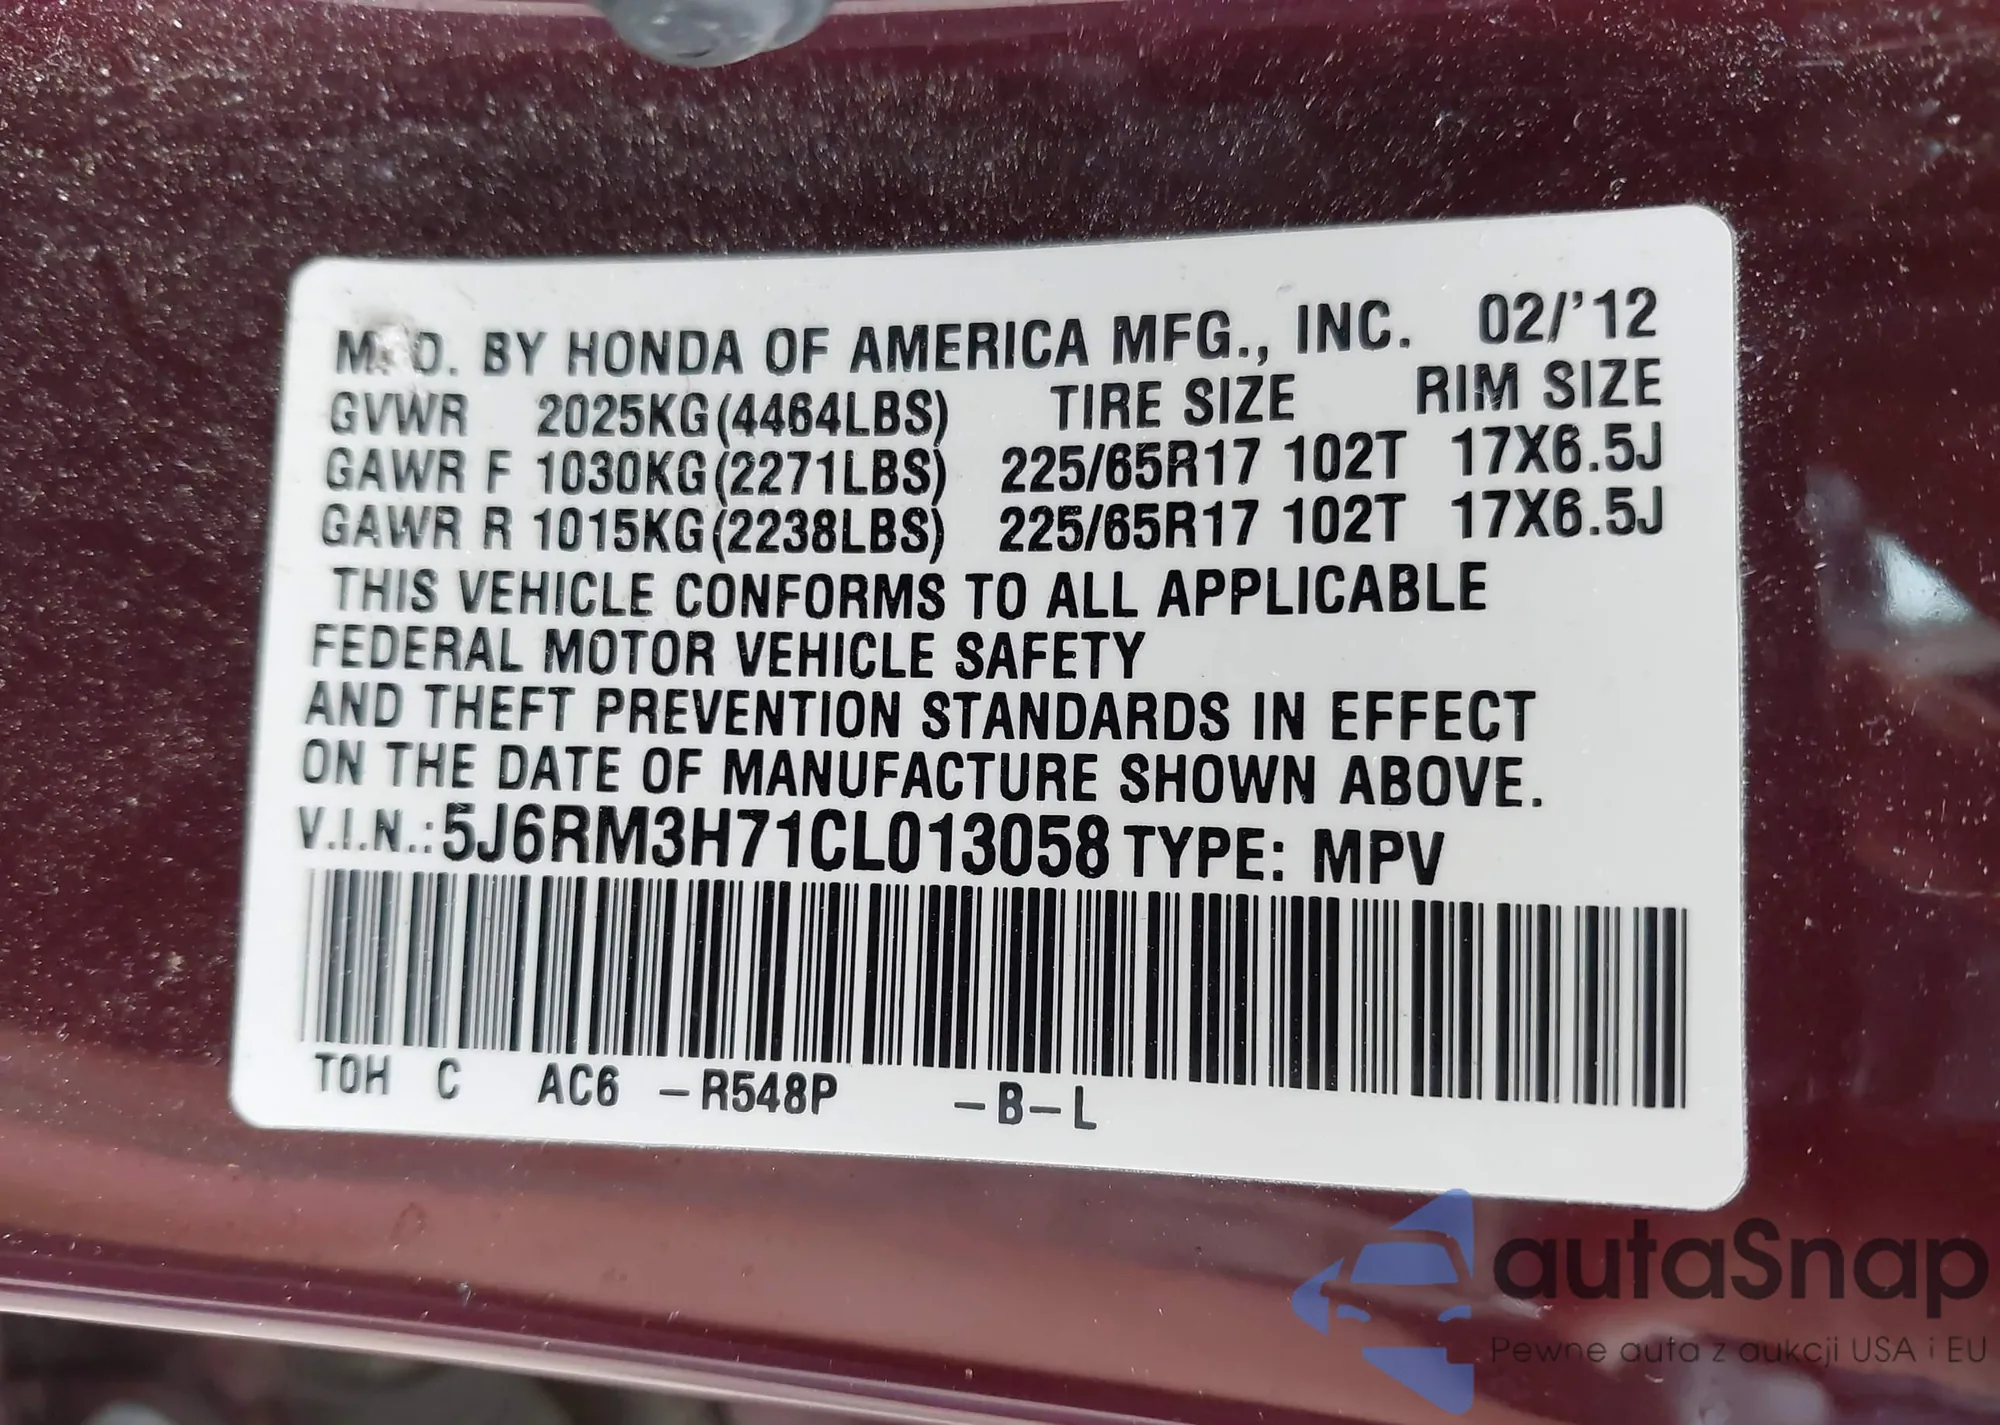 MFD. BY HONDA OF AMERICA MFG., INC. 02/'12
GVWR 2025KG(4464LBS) TIRE SIZE RIM SIZE
GAWR F 1030KG(2271LBS) 225/65R17 102T 17X6.5J
GAWR R 1015KG(2238LBS) 225/65R17 102T 17X6.5J
THIS VEHICLE CONFORMS TO ALL APPLICABLE
FEDERAL MOTOR VEHICLE SAFETY
AND THEFT PREVENTION STANDARDS IN EFFECT
ON THE DATE OF MANUFACTURE SHOWN ABOVE.
V.I.N.: 5J6RM3H71CL013058 TYPE: MPV
TOH C AC6 -R548P -B-L
autaSnap
Pewne auta z aukcji USA i EU